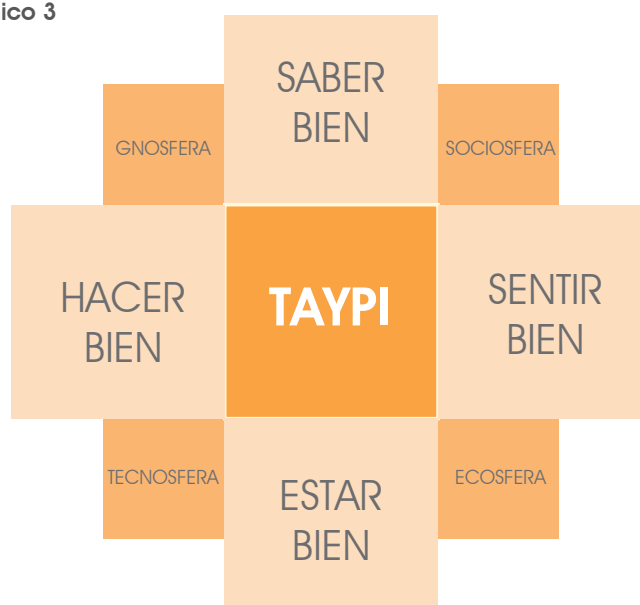 ico 3
SABER
BIEN
GNOSFERA
SOCIOSFERA
HACER
BIEN
TAYPI
SENTIR
BIEN
TECNOSFERA
ESTAR
BIEN
ECOSFERA